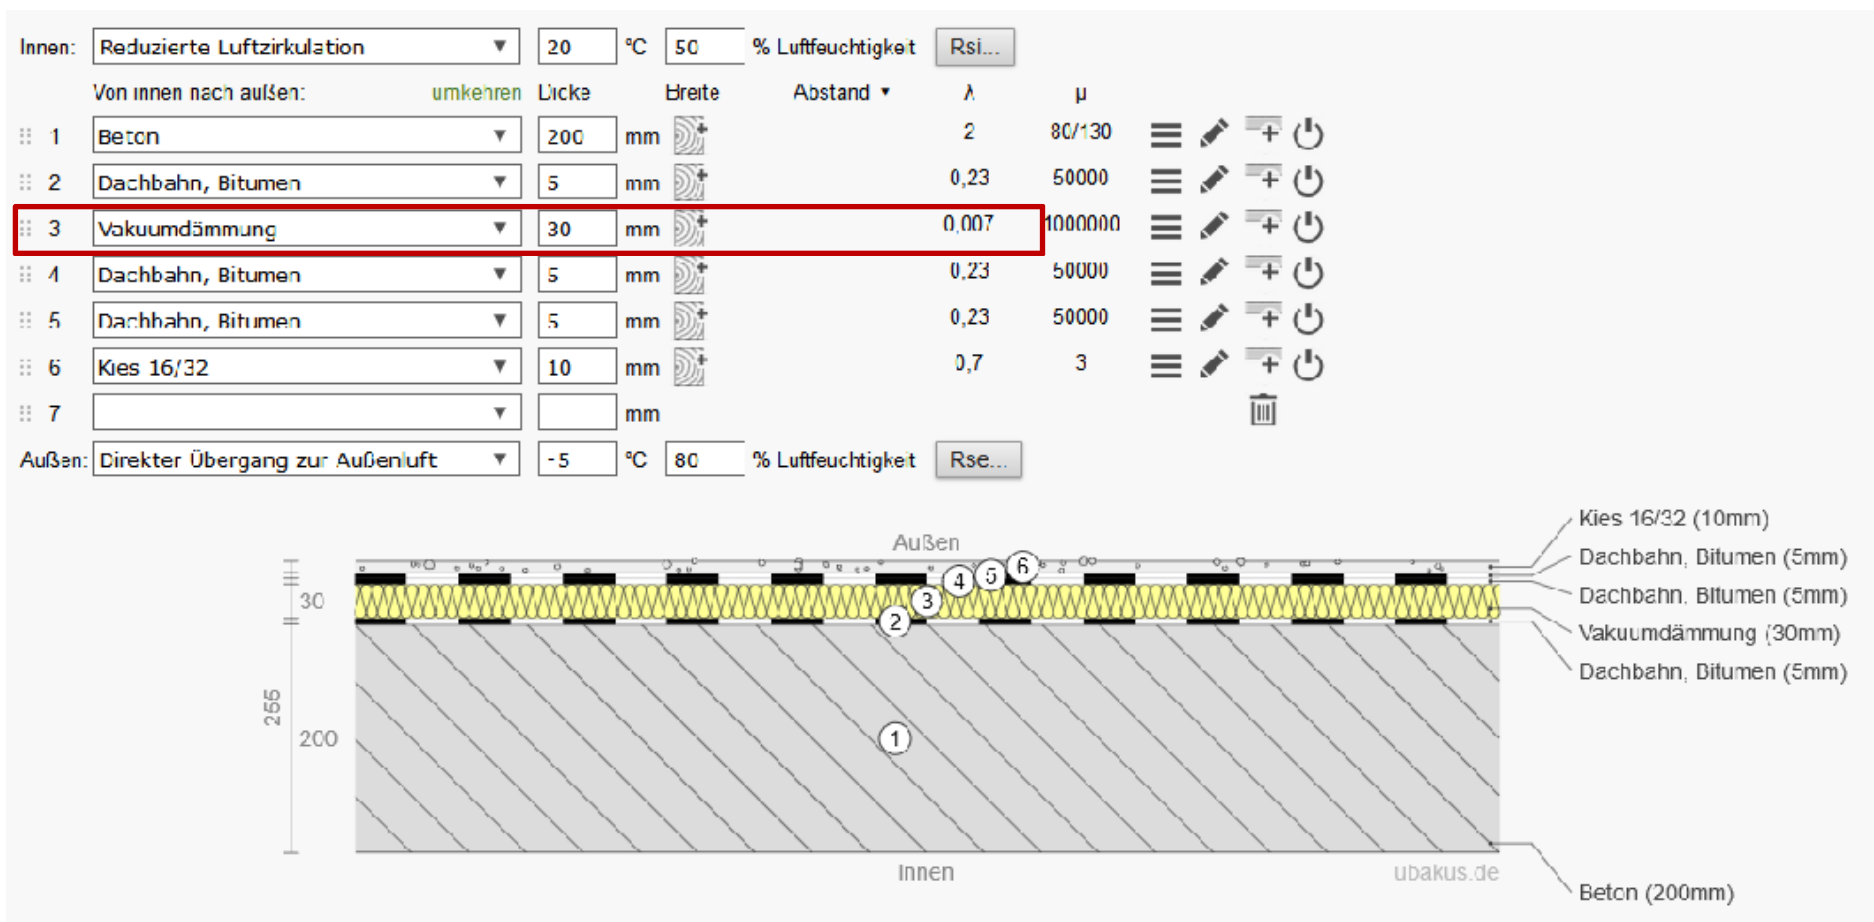 Innen: Reduzierte Luftzirkulation 20 °C 50 % Luftfeuchtigkeit Rsi...
Von innen nach außen: umkehren Dicke Breite Abstand λ μ
1 Beton 200 mm 2 80/130
2 Dachbahn, Bitumen 5 mm 0,23 50000
3 Vakuumdämmung 30 mm 0,007 1000000
4 Dachbahn, Bitumen 5 mm 0,23 50000
5 Dachbahn, Bitumen 5 mm 0,23 50000
6 Kies 16/32 10 mm 0,7 3
7 mm
Außen: Direkter Übergang zur Außenluft -5 °C 80 % Luftfeuchtigkeit Rse...
Kies 16/32 (10mm)
Außen
Dachbahn, Bitumen (5mm)
6
5
4
Dachbahn, Bitumen (5mm)
30
3
2
Vakuumdämmung (30mm)
Dachbahn, Bitumen (5mm)
255
200
1
Innen
ubakus.de
Beton (200mm)